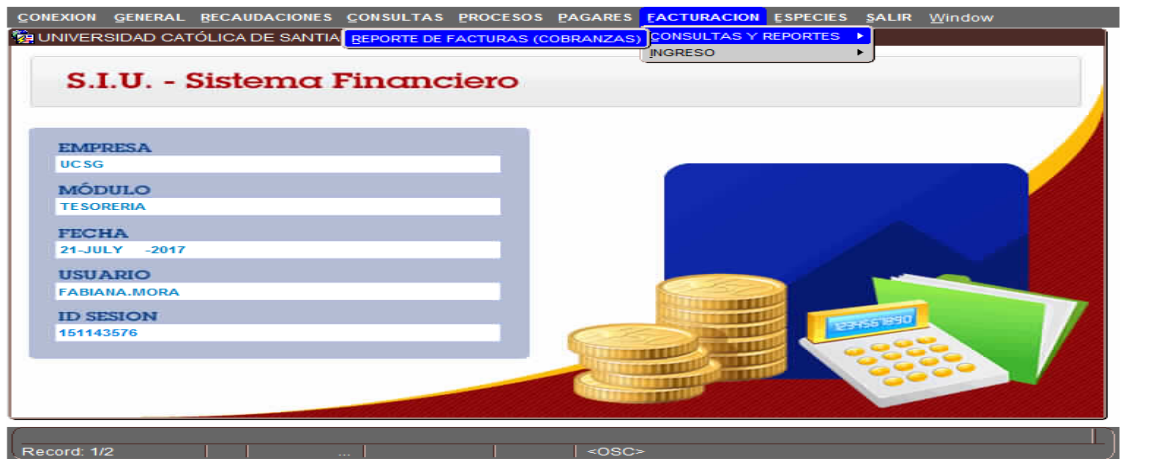 CONEXION GENERAL RECAUDACIONES CONSULTAS PROCESOS PAGARES FACTURACION ESPECIES SALIR Window
UNIVERSIDAD CATÓLICA DE SANTIA REPORTE DE FACTURAS (COBRANZAS) CONSULTAS Y REPORTES
INGRESO
S.I.U. - Sistema Financiero
EMPRESA
UCSG
MÓDULO
TESORERIA
FECHA
21-JULY -2017
USUARIO
FABIANA.MORA
ID SESION
151143576
1234567890
Record: 1/2 ... <OSC>